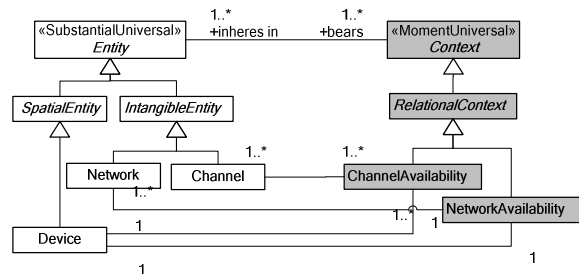 1..* 1..*
«SubstantialUniversal» «MomentUniversal»
Entity +inheres in +bears Context
SpatialEntity IntangibleEntity RelationalContext
1..* 1..*
Network Channel ChannelAvailability
1..*
1..* NetworkAvailability
1 1
Device
1 1